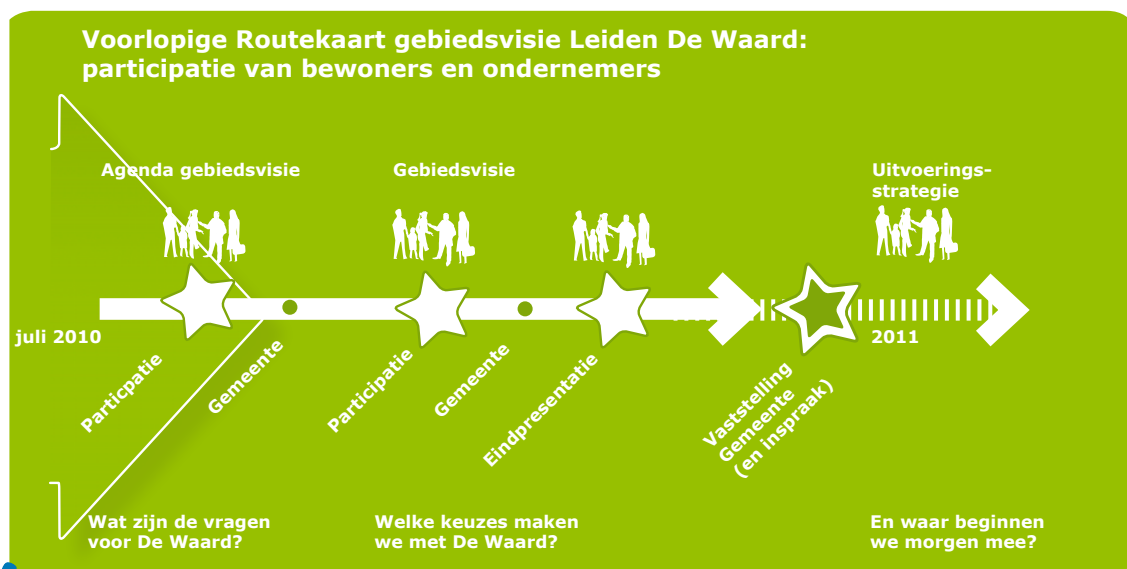 Voorlopige Routekaart gebiedsvisie Leiden De Waard:
participatie van bewoners en ondernemers
Agenda gebiedsvisie
Gebiedsvisie
Uitvoerings-
strategie
juli 2010
2011
Particpatie
Gemeente
Participatie
Gemeente
Eindpresentatie
Vaststelling
Gemeente
(en inspraak)
Wat zijn de vragen
voor De Waard?
Welke keuzes maken
we met De Waard?
En waar beginnen
we morgen mee?